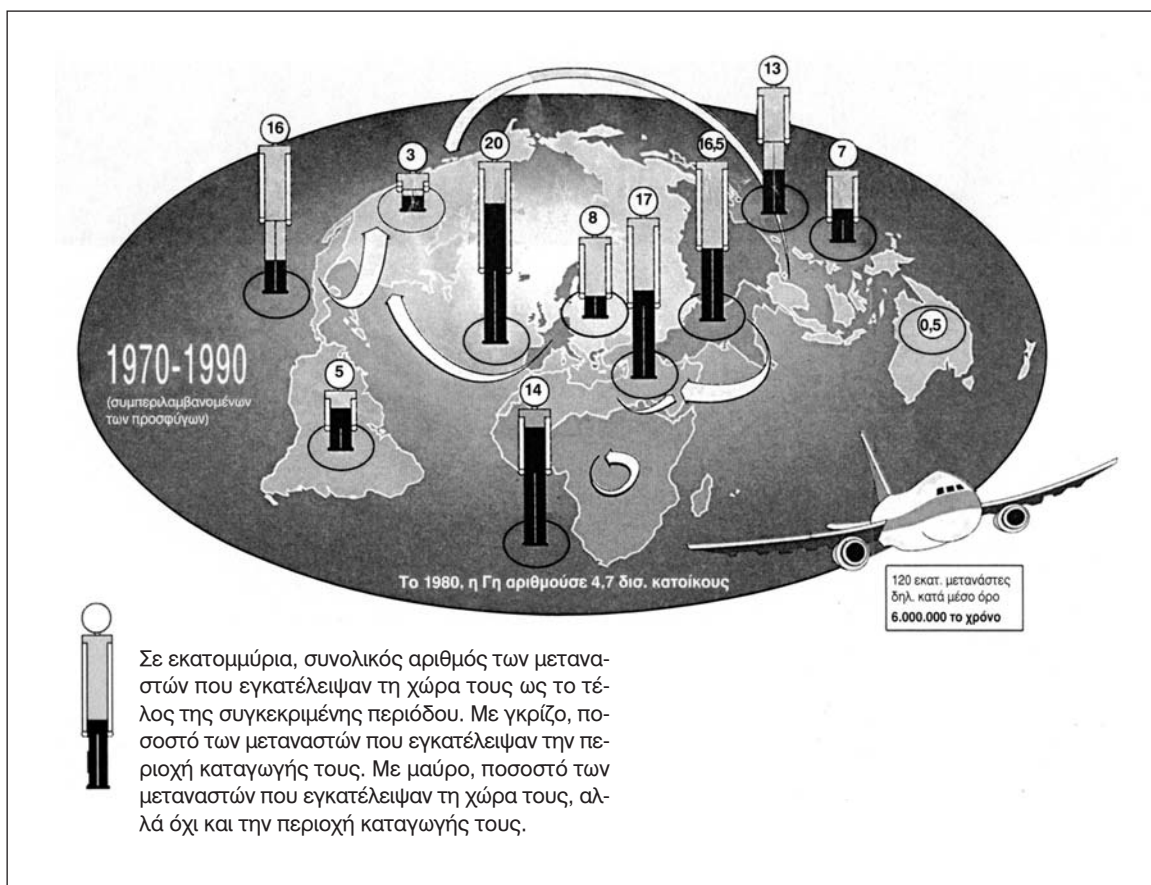 13
16
3
20
16,5
7
8
17
0,5
1970-1990
(συμπεριλαμβανομένων
των προσφύγων)
5
14
Το 1980, η Γη αριθμούσε 4,7 δισ. κατοίκους
120 εκατ. μετανάστες
δηλ. κατά μέσο όρο
6.000.000 το χρόνο
Σε εκατομμύρια, συνολικός αριθμός των μετανα-
στών που εγκατέλειψαν τη χώρα τους ως το τέ-
λος της συγκεκριμένης περιόδου. Με γκρίζο, πο-
σοστό των μεταναστών που εγκατέλειψαν την πε-
ριοχή καταγωγής τους. Με μαύρο, ποσοστό των
μεταναστών που εγκατέλειψαν τη χώρα τους, αλ-
λά όχι και την περιοχή καταγωγής τους.